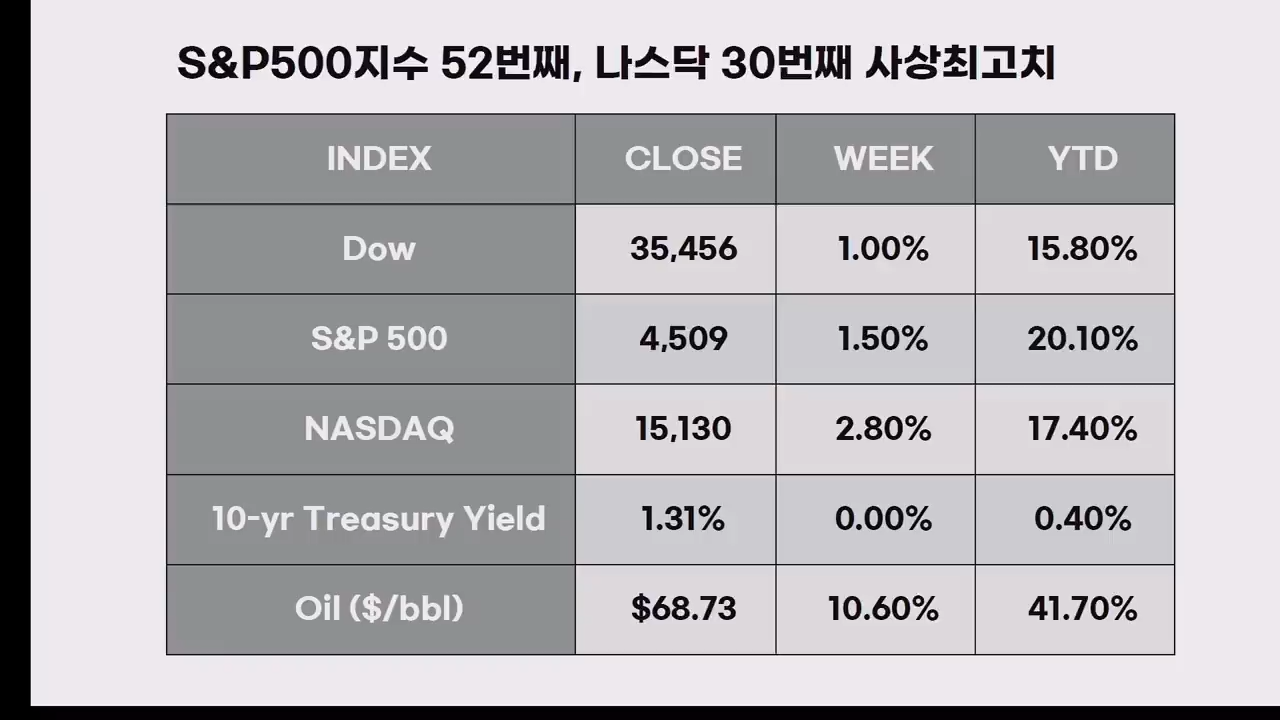 S&P500지수 52번째, 나스닥 30번째 사상최고치
INDEX CLOSE WEEK YTD
Dow 35,456 1.00% 15.80%
S&P 500 4,509 1.50% 20.10%
NASDAQ 15,130 2.80% 17.40%
10-yr Treasury Yield 1.31% 0.00% 0.40%
Oil ($/bbl) $68.73 10.60% 41.70%